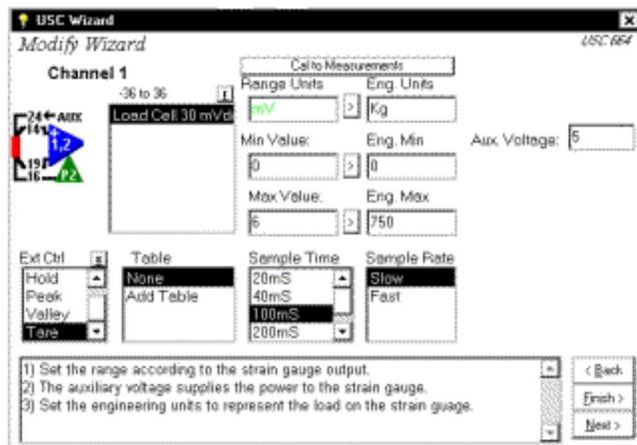 USC Wizard
Modify Wizard
USC 664
Channel 1
Cal to Measurements
-36 to 36
Range Units
Eng. Units
mV
>
Kg
24 AUX
14
1,2
19
16
P2
Load Cell 30 mVdc
Min Value:
Eng. Min
Aux. Voltage:
5
0
>
0
Max Value:
Eng. Max
6
>
750
Ext Ctrl
Table
Sample Time
Sample Rate
Hold
Peak
Valley
Tare
None
Add Table
20mS
40mS
100mS
200mS
Slow
Fast
1) Set the range according to the strain gauge output.
2) The auxiliary voltage supplies the power to the strain gauge.
3) Set the engineering units to represent the load on the strain guage.
< Back
Finish >
Next >